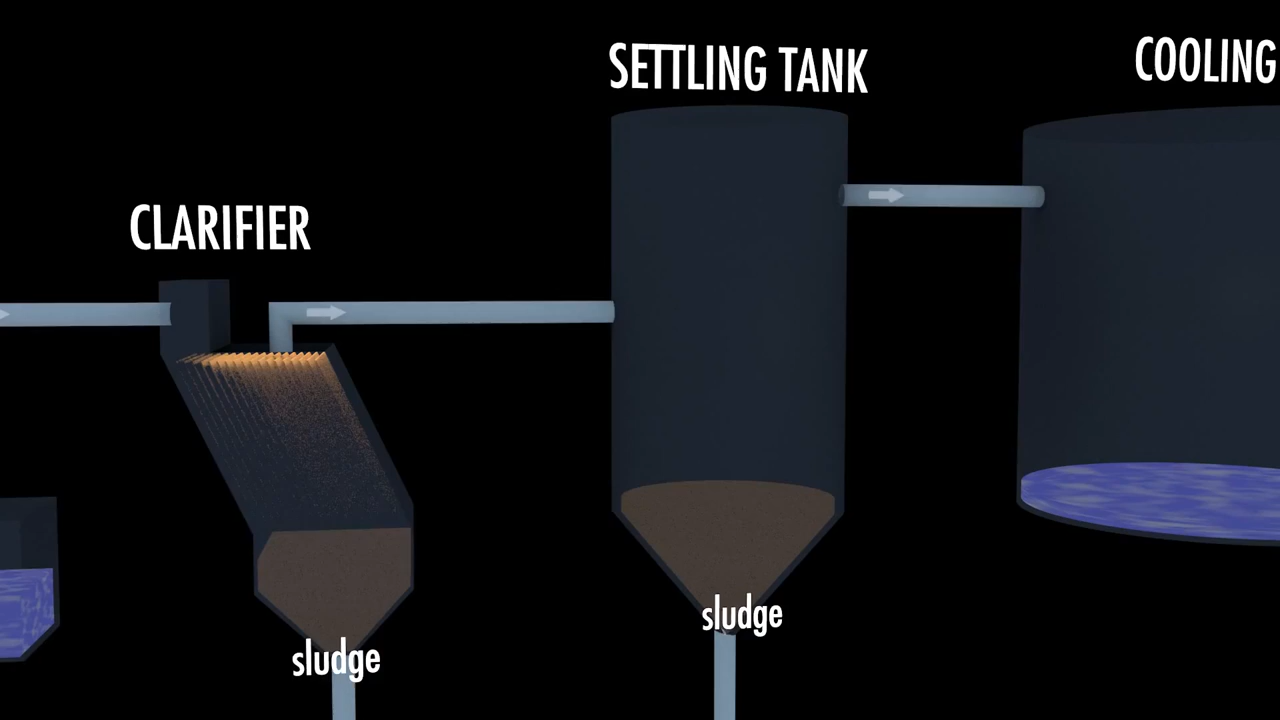 SETTLING TANK
COOLING
CLARIFIER
sludge
sludge